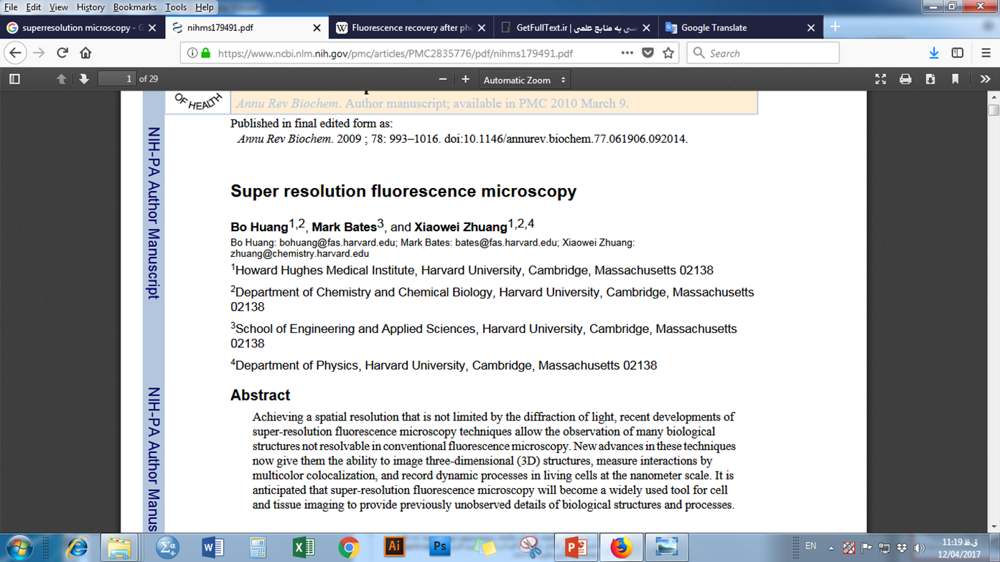 File Edit View History Bookmarks Tools Help
superresolution microscopy - G
nihms179491.pdf
Fluorescence recovery after pho
GetFullText.ir | سی به منابع علمی
Google Translate
https://www.ncbi.nlm.nih.gov/pmc/articles/PMC2835776/pdf/nihms179491.pdf
Search
1 of 29
Automatic Zoom
OF HEALTH
Annu Rev Biochem. Author manuscript; available in PMC 2010 March 9.
Published in final edited form as:
Annu Rev Biochem. 2009 ; 78: 993–1016. doi:10.1146/annurev.biochem.77.061906.092014.
NIH-PA Author Manuscript
Super resolution fluorescence microscopy
Bo Huang1,2, Mark Bates3, and Xiaowei Zhuang1,2,4
Bo Huang: bohuang@fas.harvard.edu; Mark Bates: bates@fas.harvard.edu; Xiaowei Zhuang:
zhuang@chemistry.harvard.edu
1Howard Hughes Medical Institute, Harvard University, Cambridge, Massachusetts 02138
2Department of Chemistry and Chemical Biology, Harvard University, Cambridge, Massachusetts
02138
3School of Engineering and Applied Sciences, Harvard University, Cambridge, Massachusetts
02138
4Department of Physics, Harvard University, Cambridge, Massachusetts 02138
NIH-PA Author Manus
Abstract
Achieving a spatial resolution that is not limited by the diffraction of light, recent developments of
super-resolution fluorescence microscopy techniques allow the observation of many biological
structures not resolvable in conventional fluorescence microscopy. New advances in these techniques
now give them the ability to image three-dimensional (3D) structures, measure interactions by
multicolor colocalization, and record dynamic processes in living cells at the nanometer scale. It is
anticipated that super-resolution fluorescence microscopy will become a widely used tool for cell
and tissue imaging to provide previously unobserved details of biological structures and processes.
EN
11:19 ق.ظ
12/04/2017